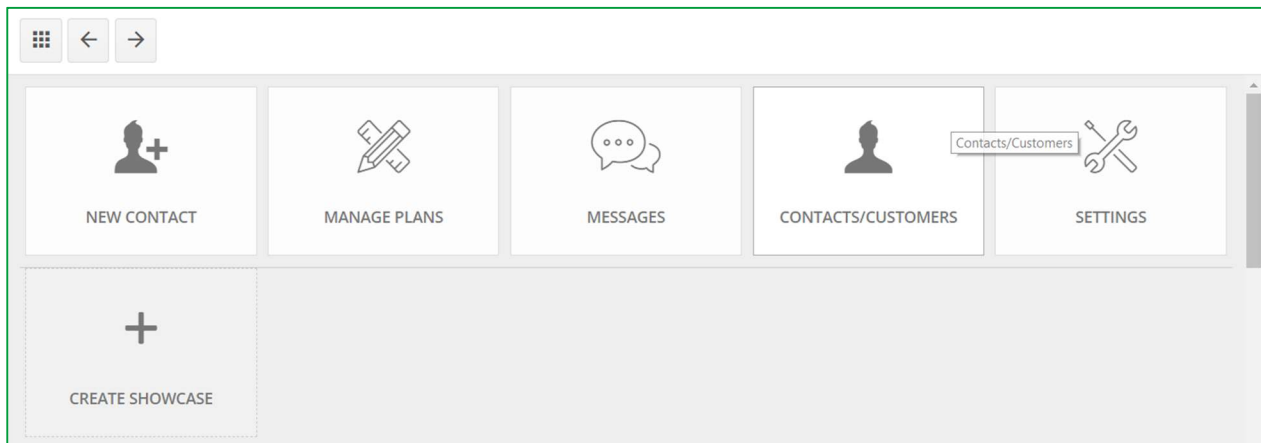 NEW CONTACT
MANAGE PLANS
MESSAGES
CONTACTS/CUSTOMERS
Contacts/Customers
SETTINGS
CREATE SHOWCASE